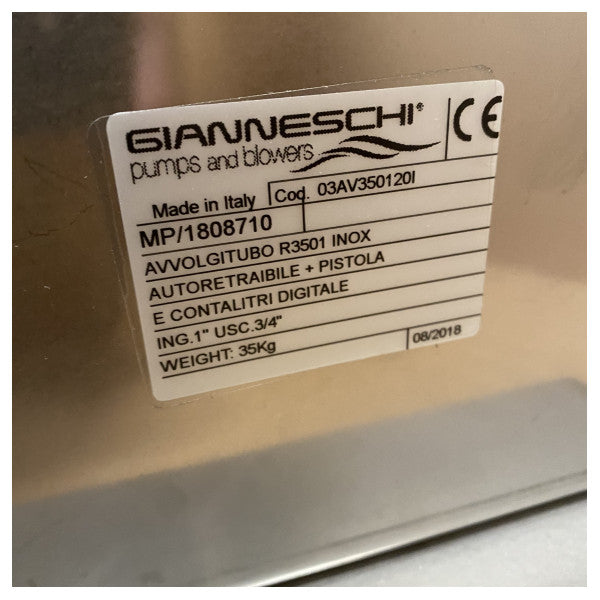 GIANNESCHI®
pumps and blowers
CE
Made in Italy Cod. 03AV350120I
MP/1808710
AVVOLGITUBO R3501 INOX
AUTORETRAIBILE + PISTOLA
E CONTALITRI DIGITALE
ING.1" USC.3/4"
WEIGHT: 35Kg 08/2018